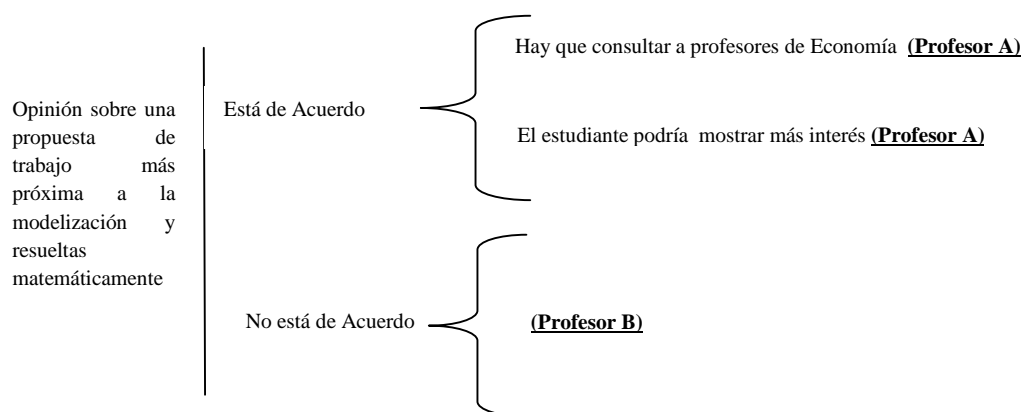 Opinión sobre una
propuesta de
trabajo más
próxima a la
modelización y
resueltas
matemáticamente
Está de Acuerdo
Hay que consultar a profesores de Economía (Profesor A)
El estudiante podría mostrar más interés (Profesor A)
No está de Acuerdo
(Profesor B)